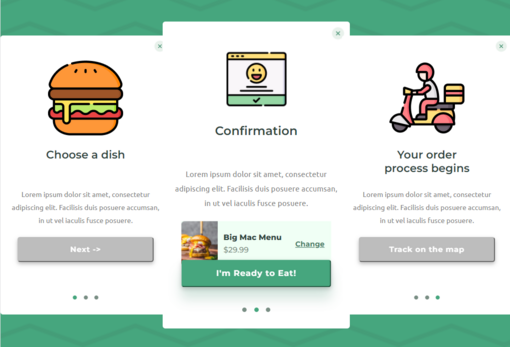 Choose a dish
Lorem ipsum dolor sit amet, consectetur
adipiscing elit. Facilisis duis posuere accumsan,
in ut vel iaculis fusce posuere.
Next ->
Confirmation
Lorem ipsum dolor sit amet, consectetur
adipiscing elit. Facilisis duis posuere accumsan,
in ut vel iaculis fusce posuere.
Big Mac Menu
$29.99
Change
I'm Ready to Eat!
Your order
process begins
Lorem ipsum dolor sit amet, consectetur
adipiscing elit. Facilisis duis posuere accumsan,
in ut vel iaculis fusce posuere.
Track on the map